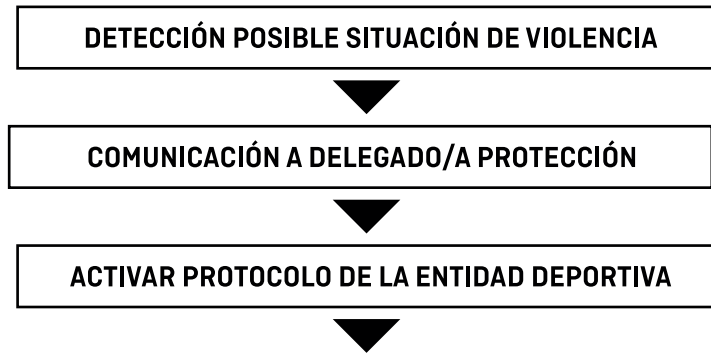 DETECCIÓN POSIBLE SITUACIÓN DE VIOLENCIA
COMUNICACIÓN A DELEGADO/A PROTECCIÓN
ACTIVAR PROTOCOLO DE LA ENTIDAD DEPORTIVA